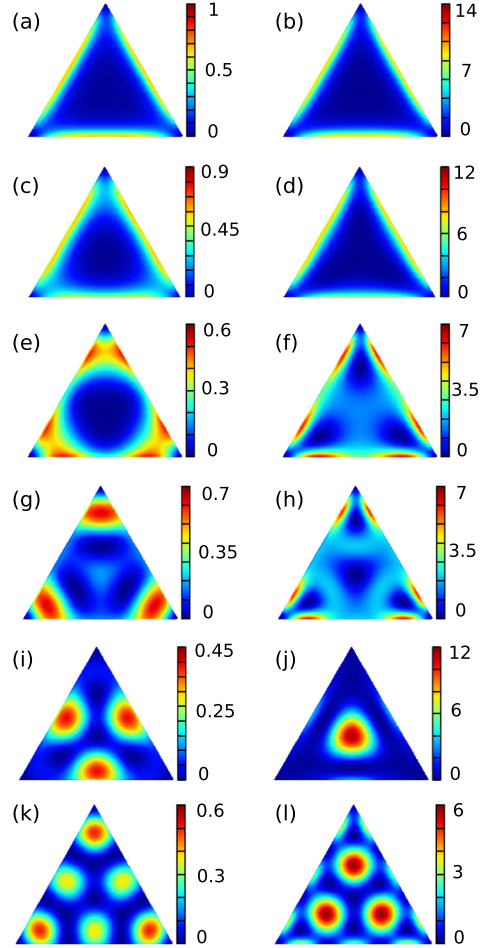 (a) 1 0.5 0
(b) 14 7 0
(c) 0.9 0.45 0
(d) 12 6 0
(e) 0.6 0.3 0
(f) 7 3.5 0
(g) 0.7 0.35 0
(h) 7 3.5 0
(i) 0.45 0.25 0
(j) 12 6 0
(k) 0.6 0.3 0
(l) 6 3 0